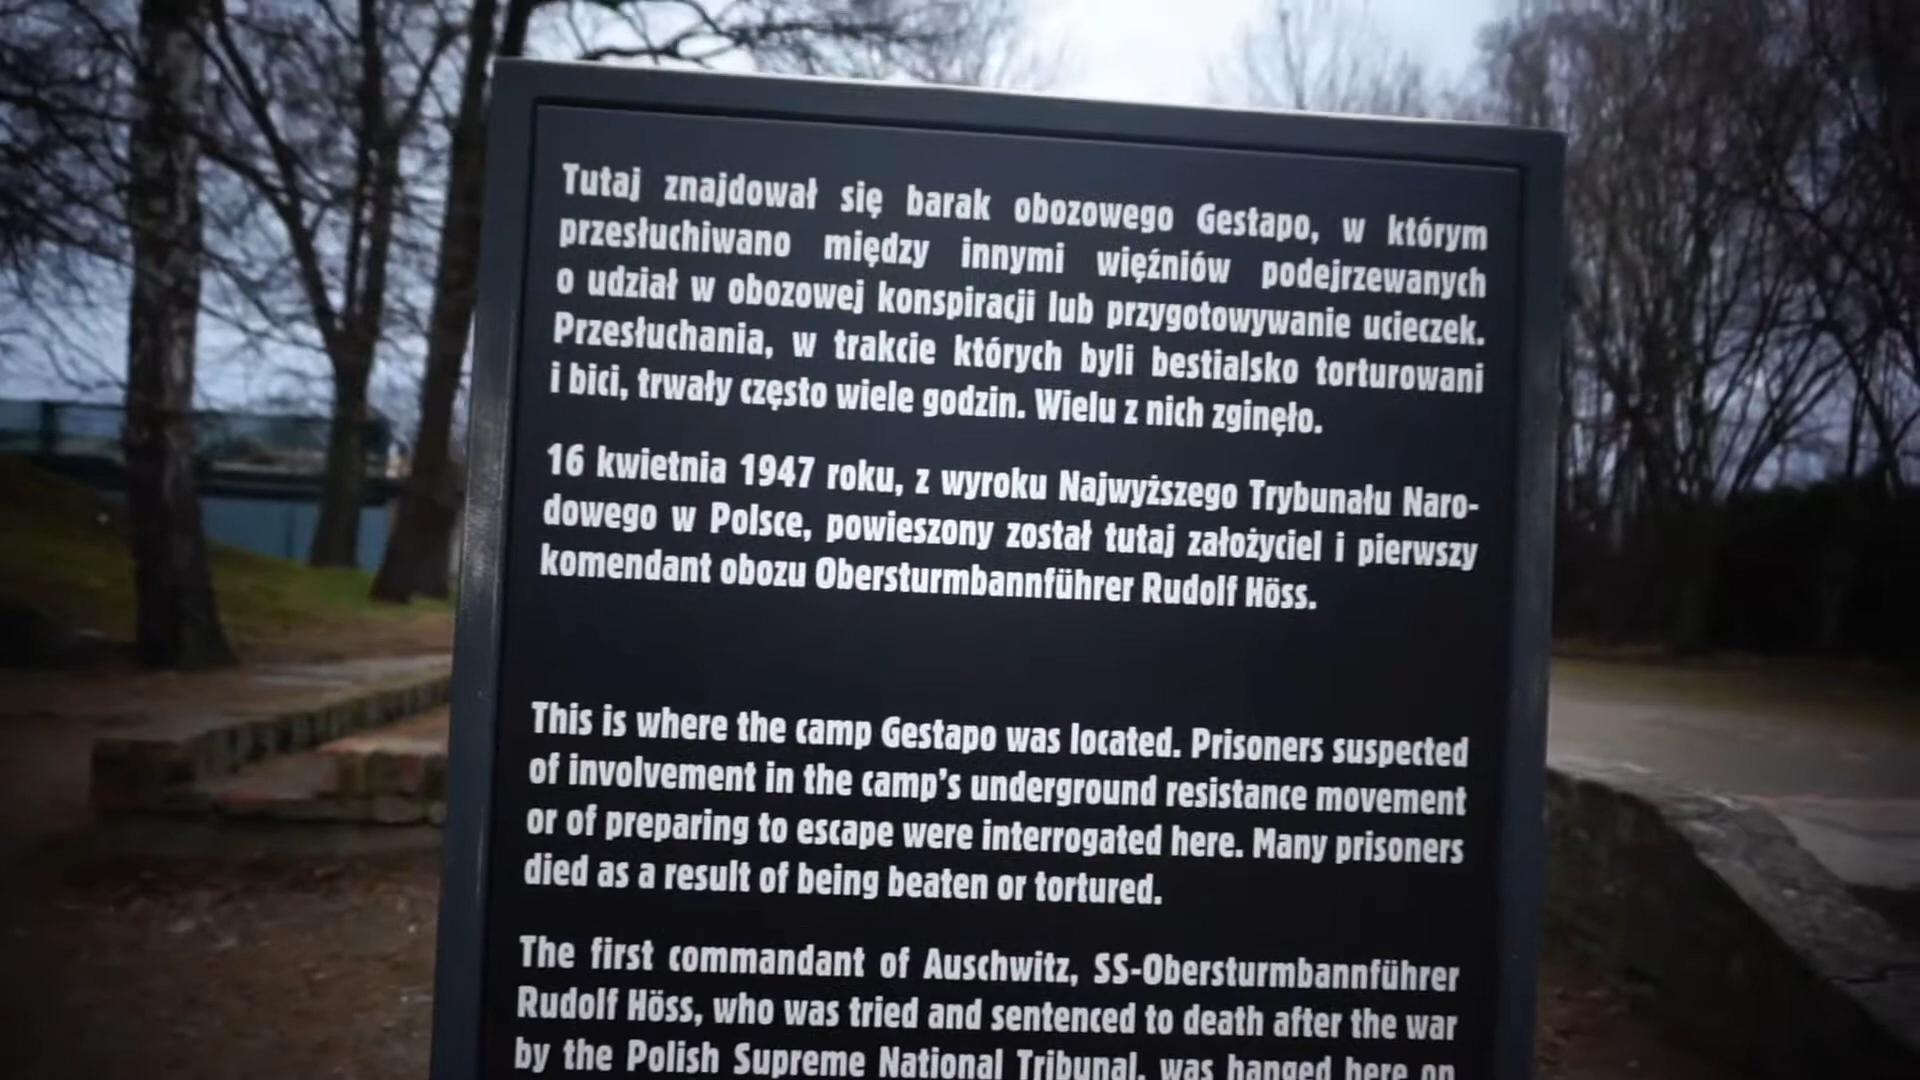 Tutaj znajdował się barak obozowego Gestapo, w którym
przesłuchiwano między innymi więźniów podejrzewanych
o udział w obozowej konspiracji lub przygotowywanie ucieczek.
Przesłuchania, w trakcie których byli bestialsko torturowani
i bici, trwały często wiele godzin. Wielu z nich zginęło.
16 kwietnia 1947 roku, z wyroku Najwyższego Trybunału Naro-
dowego w Polsce, powieszony został tutaj założyciel i pierwszy
komendant obozu Obersturmbannführer Rudolf Höss.
This is where the camp Gestapo was located. Prisoners suspected
of involvement in the camp's underground resistance movement
or of preparing to escape were interrogated here. Many prisoners
died as a result of being beaten or tortured.
The first commandant of Auschwitz, SS-Obersturmbannführer
Rudolf Höss, who was tried and sentenced to death after the war
by the Polish Supreme National Tribunal, was hanged here on